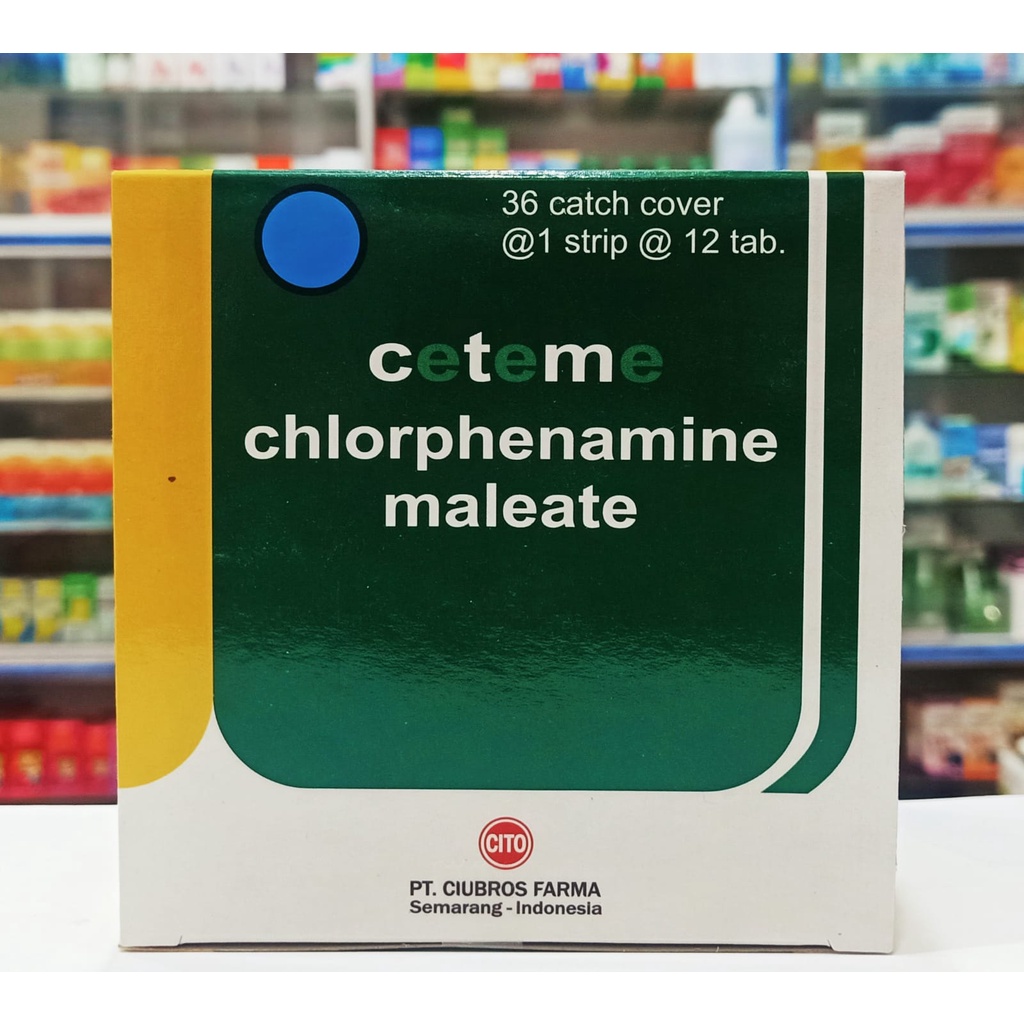 36 catch cover
@1 strip @ 12 tab.
ceteme
chlorphenamine
maleate
CITO
PT. CIUBROS FARMA
Semarang - Indonesia